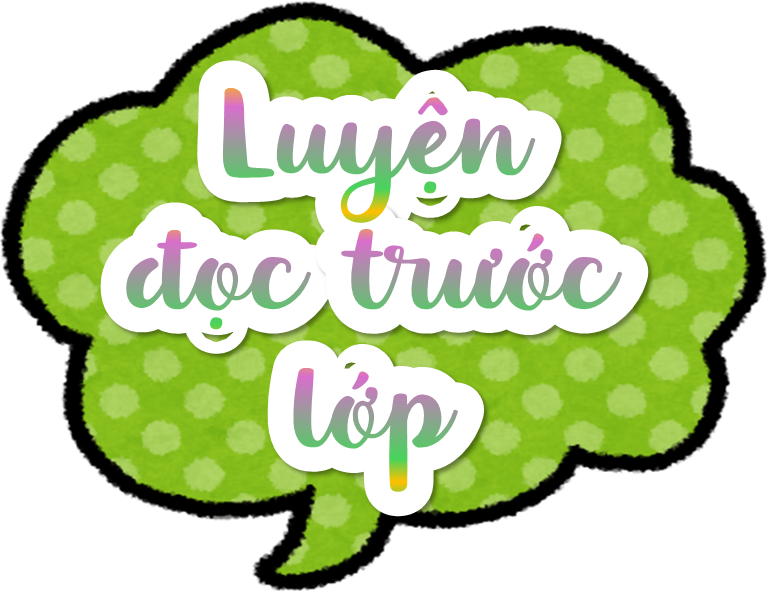 Luyện
đọc trước
lớp